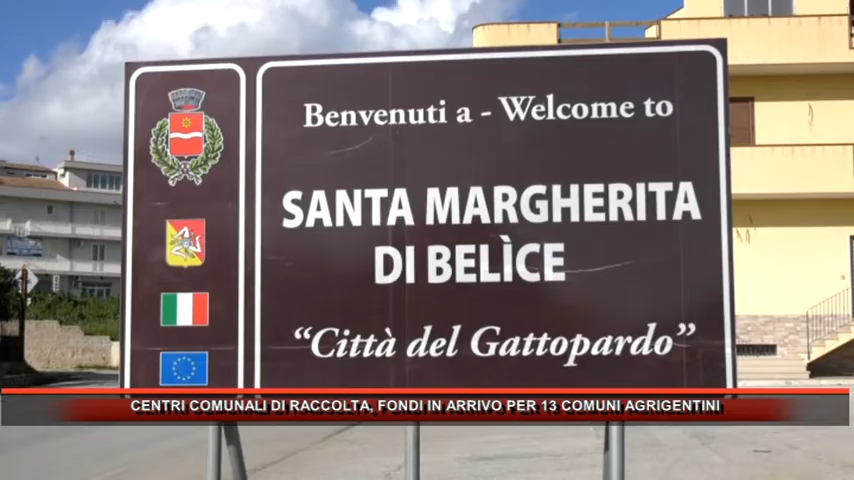 Benvenuti a - Welcome to
SANTA MARGHERITA
DI BELÌCE
“Città del Gattopardo”
CENTRI COMUNALI DI RACCOLTA, FONDI IN ARRIVO PER 13 COMUNI AGRIGENTINI